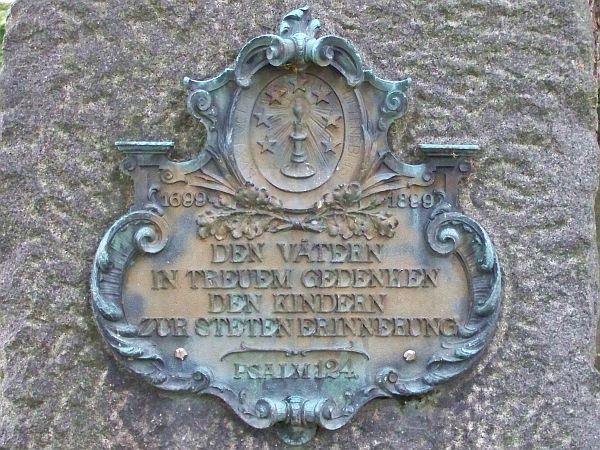 1699 1899
DEN VÄTERN
IN TREUEM GEDENKEN
DEN KINDERN
ZUR STETEN ERINNERUNG
PSALM 124.